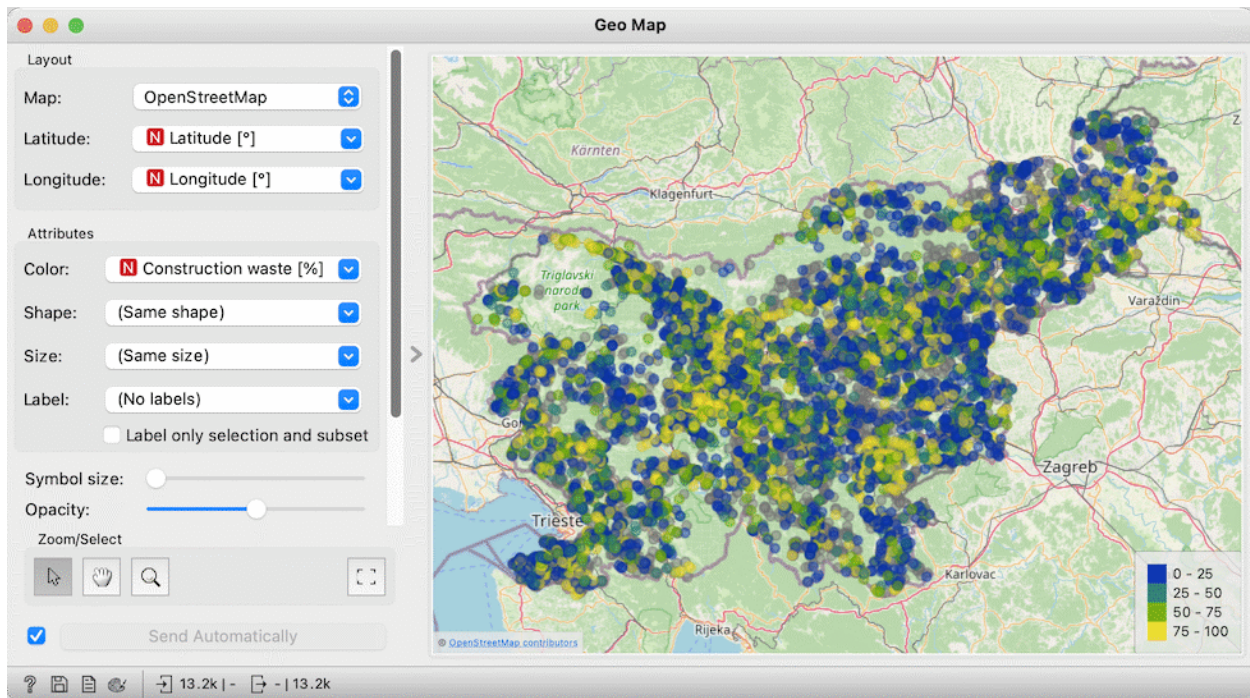 Geo Map
Layout
Map: OpenStreetMap
Latitude: N Latitude [°]
Longitude: N Longitude [°]
Attributes
Color: N Construction waste [%]
Shape: (Same shape)
Size: (Same size)
Label: (No labels)
Label only selection and subset
Symbol size:
Opacity:
Zoom/Select
Send Automatically
? 13.2k | - - | 13.2k
Kärnten
Klagenfurt
Triglavski
narodni
park
Varaždin
Zagreb
Trieste
Karlovac
Rijeka
© OpenStreetMap contributors
0 - 25
25 - 50
50 - 75
75 - 100